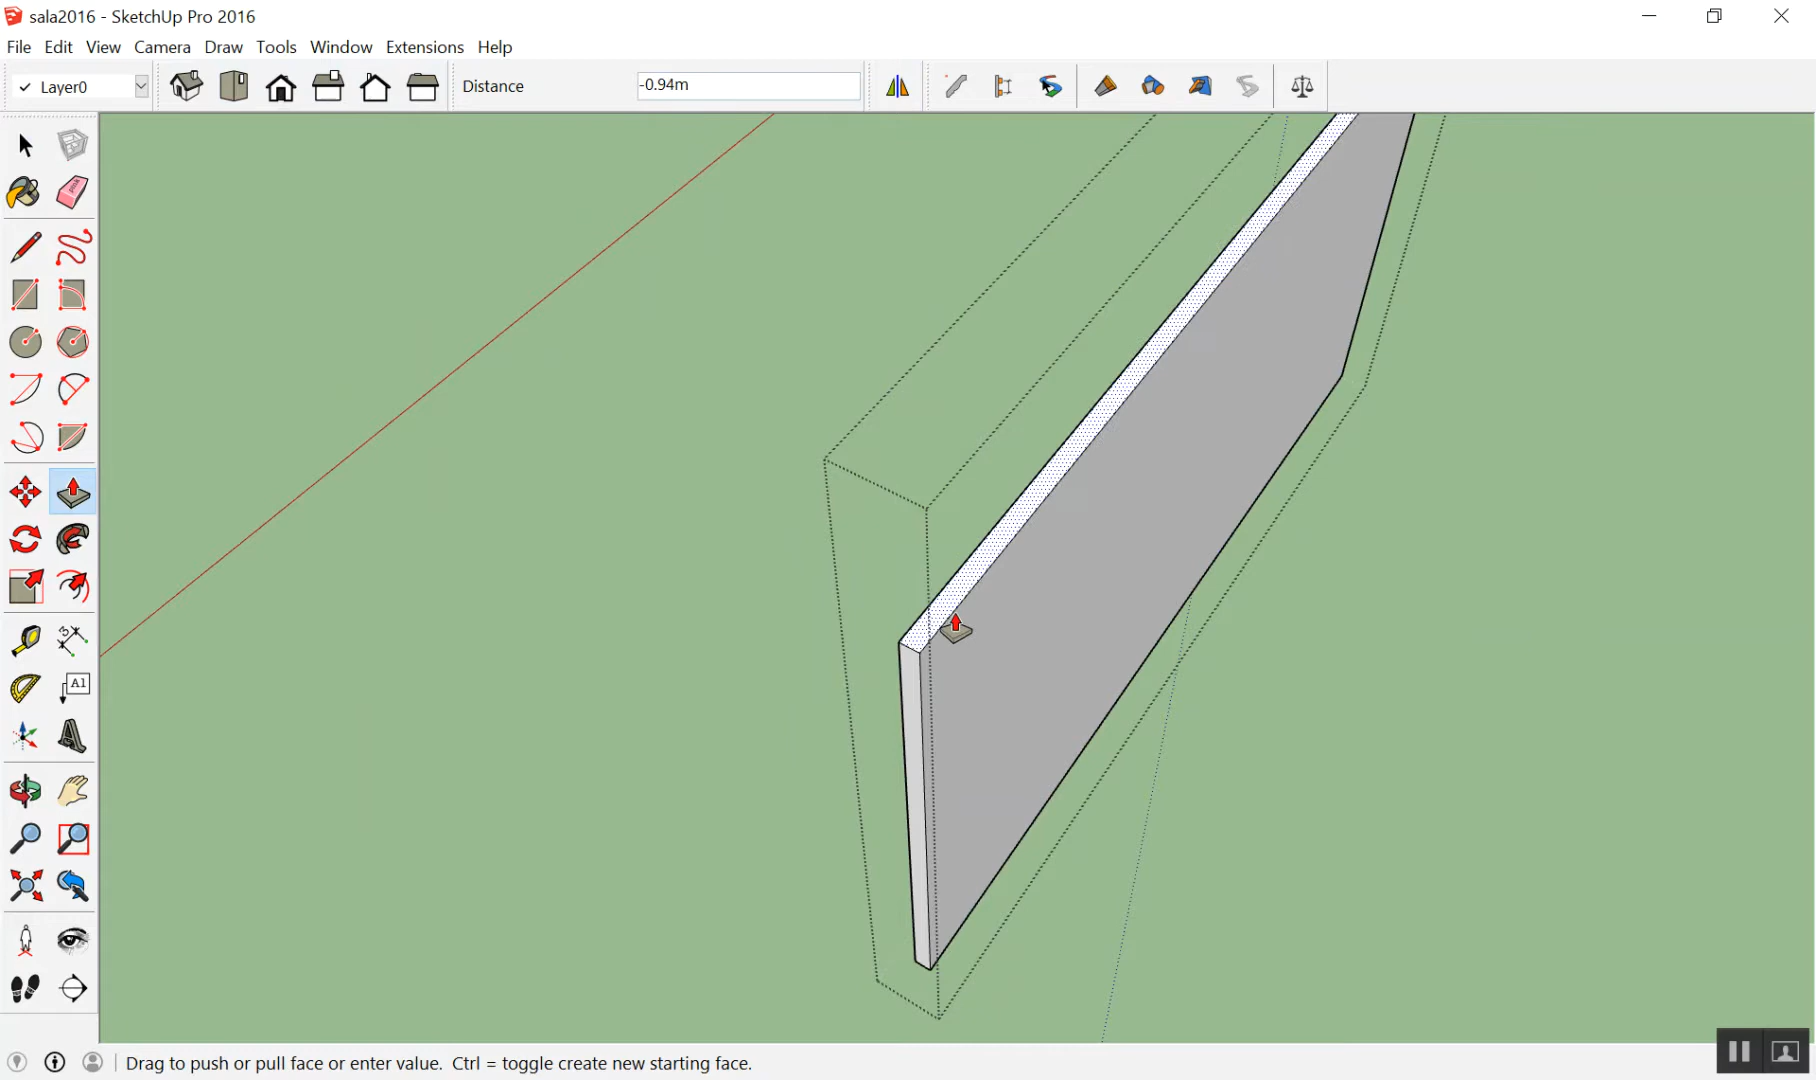 sala2016 - SketchUp Pro 2016
File Edit View Camera Draw Tools Window Extensions Help
Layer0 Distance -0.94m
A1
Drag to push or pull face or enter value. Ctrl = toggle create new starting face.